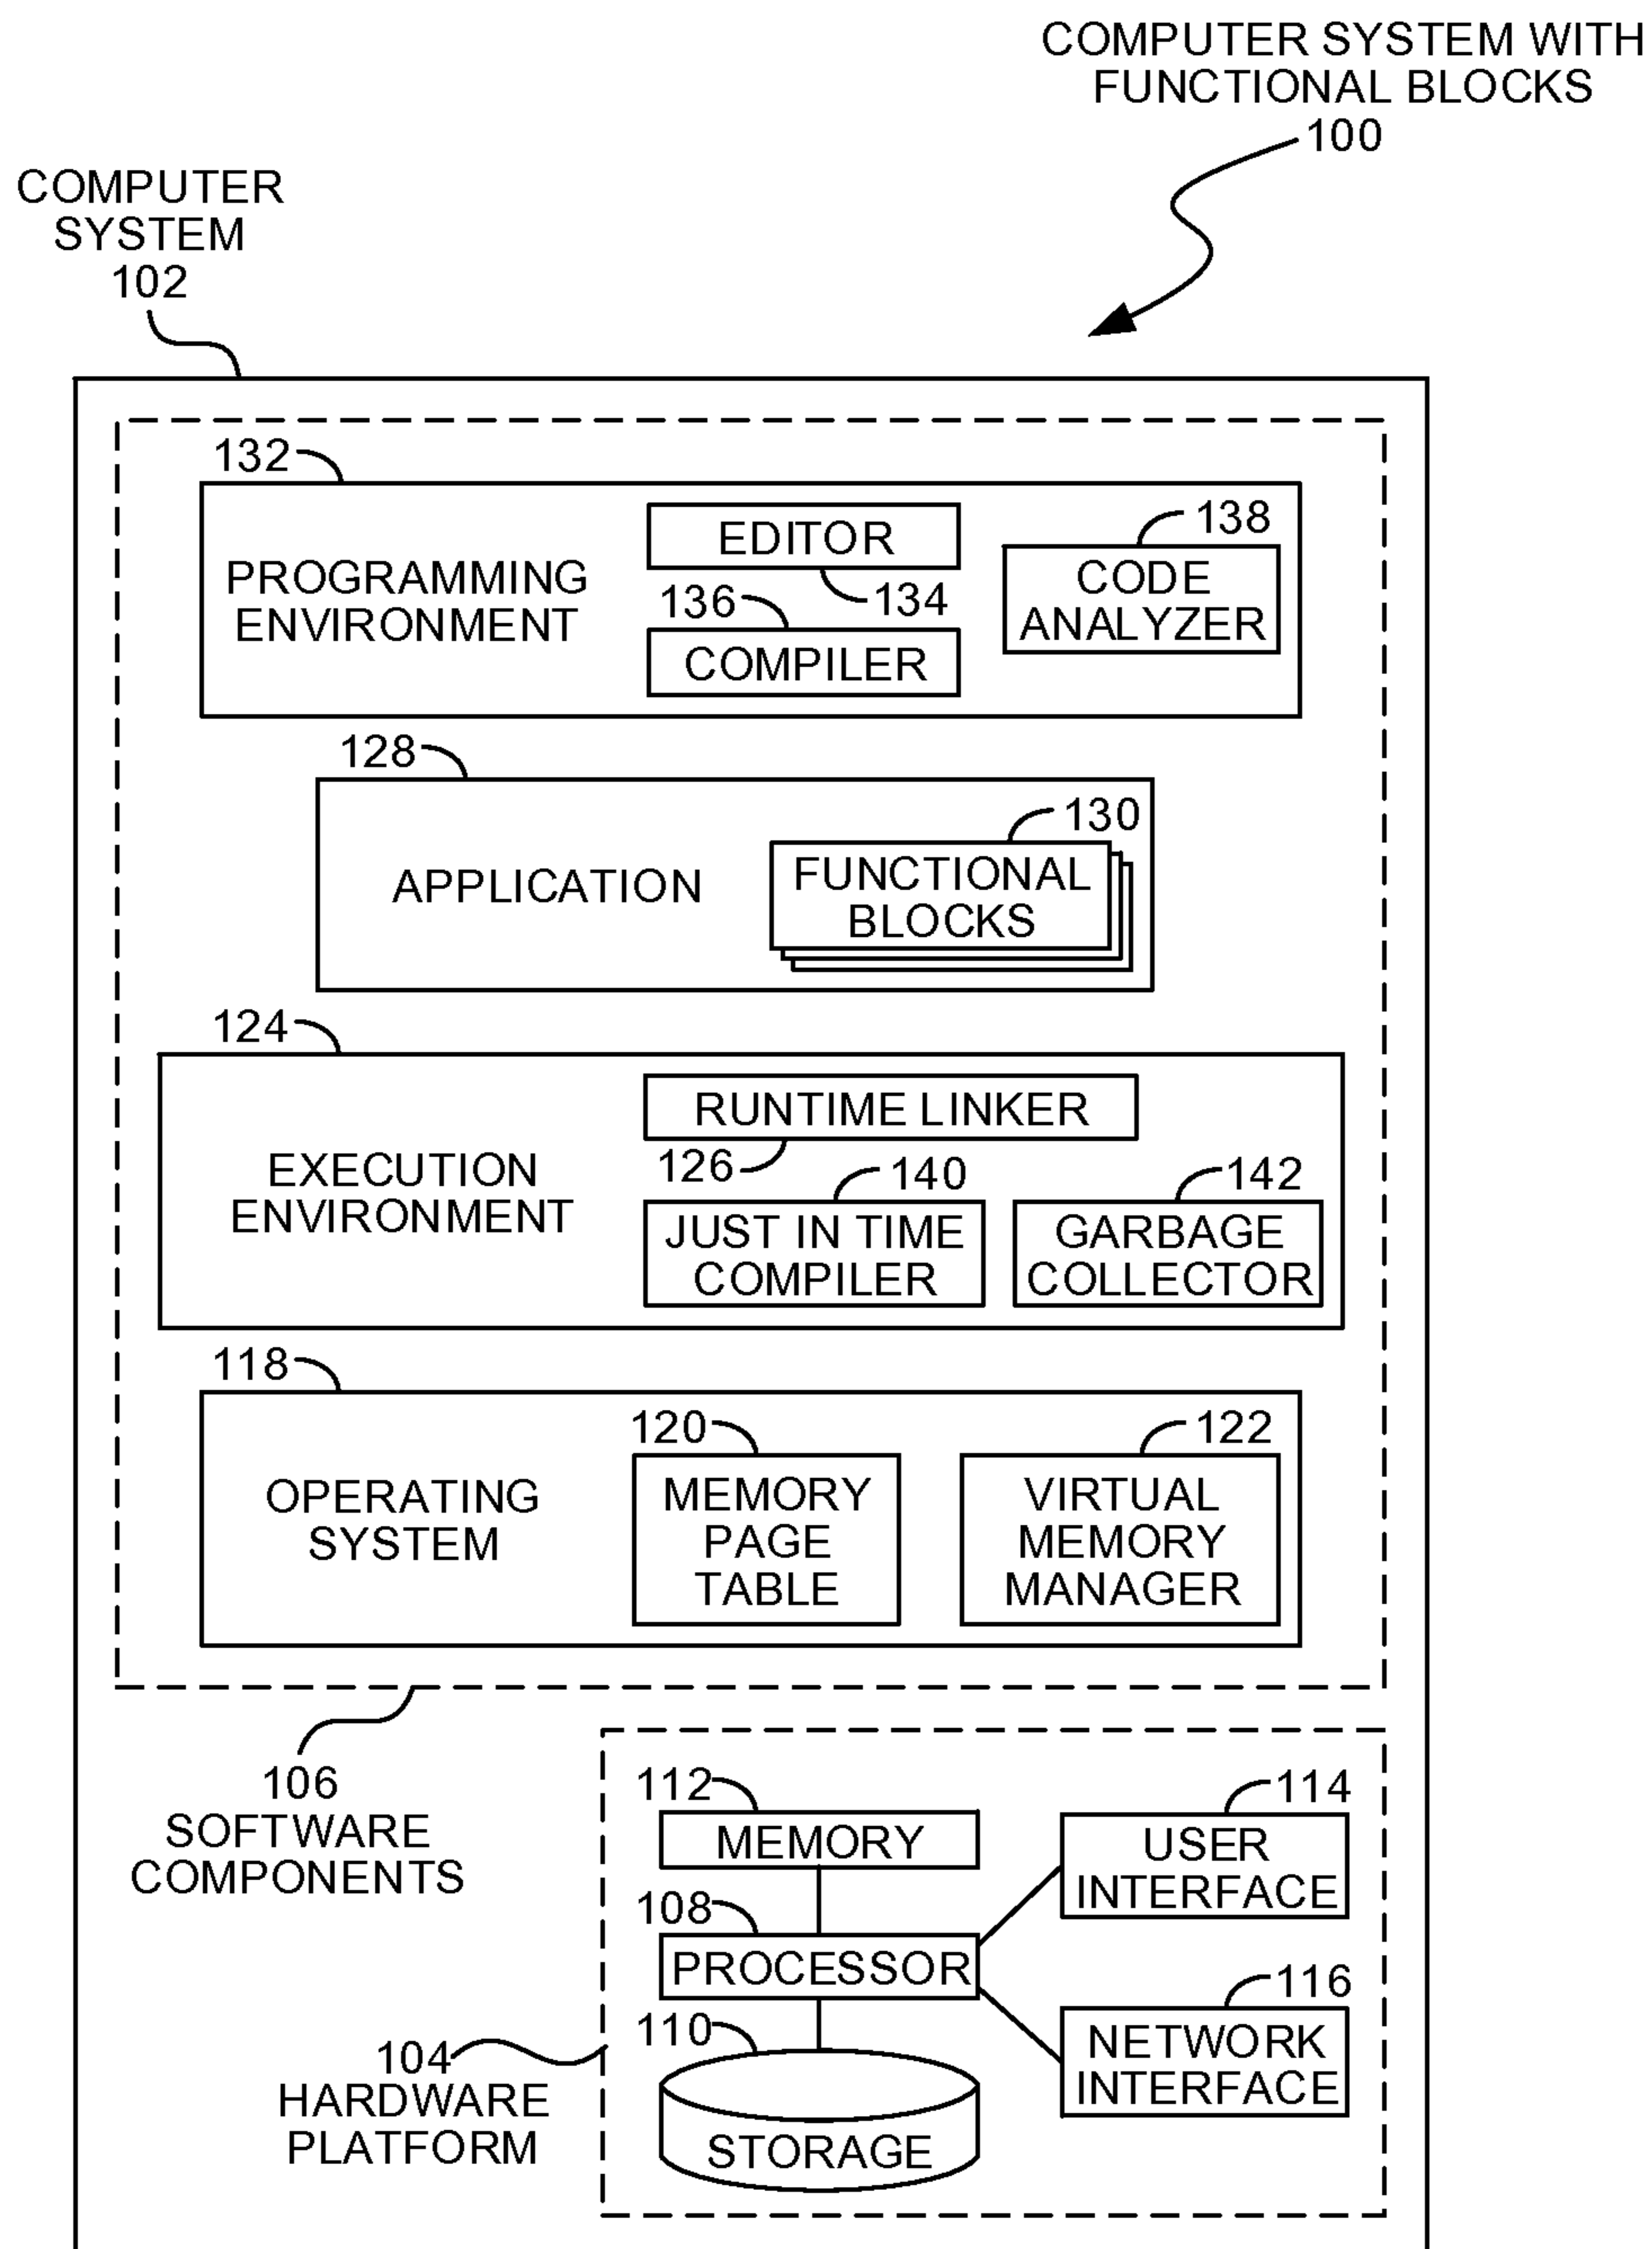 COMPUTER SYSTEM WITH
FUNCTIONAL BLOCKS
100
COMPUTER
SYSTEM
102
132
PROGRAMMING
ENVIRONMENT
EDITOR
134
136
COMPILER
138
CODE
ANALYZER
128
APPLICATION
130
FUNCTIONAL
BLOCKS
124
EXECUTION
ENVIRONMENT
RUNTIME LINKER
126
140
JUST IN TIME
COMPILER
142
GARBAGE
COLLECTOR
118
OPERATING
SYSTEM
120
MEMORY
PAGE
TABLE
122
VIRTUAL
MEMORY
MANAGER
106
SOFTWARE
COMPONENTS
112
MEMORY
108
PROCESSOR
110
STORAGE
114
USER
INTERFACE
116
NETWORK
INTERFACE
104
HARDWARE
PLATFORM